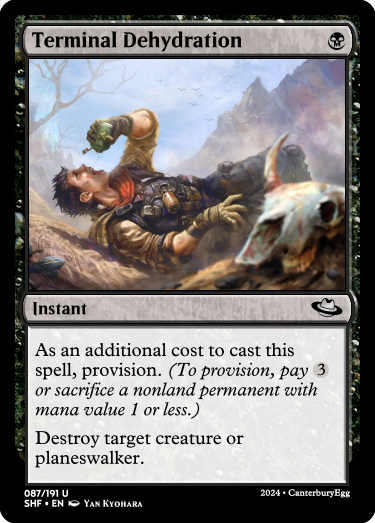 Terminal Dehydration
Instant
As an additional cost to cast this
spell, provision. (To provision, pay 3
or sacrifice a nonland permanent with
mana value 1 or less.)
Destroy target creature or
planeswalker.
087/191 U
SHF • EN Yan Kyohara
2024 • CanterburyEgg